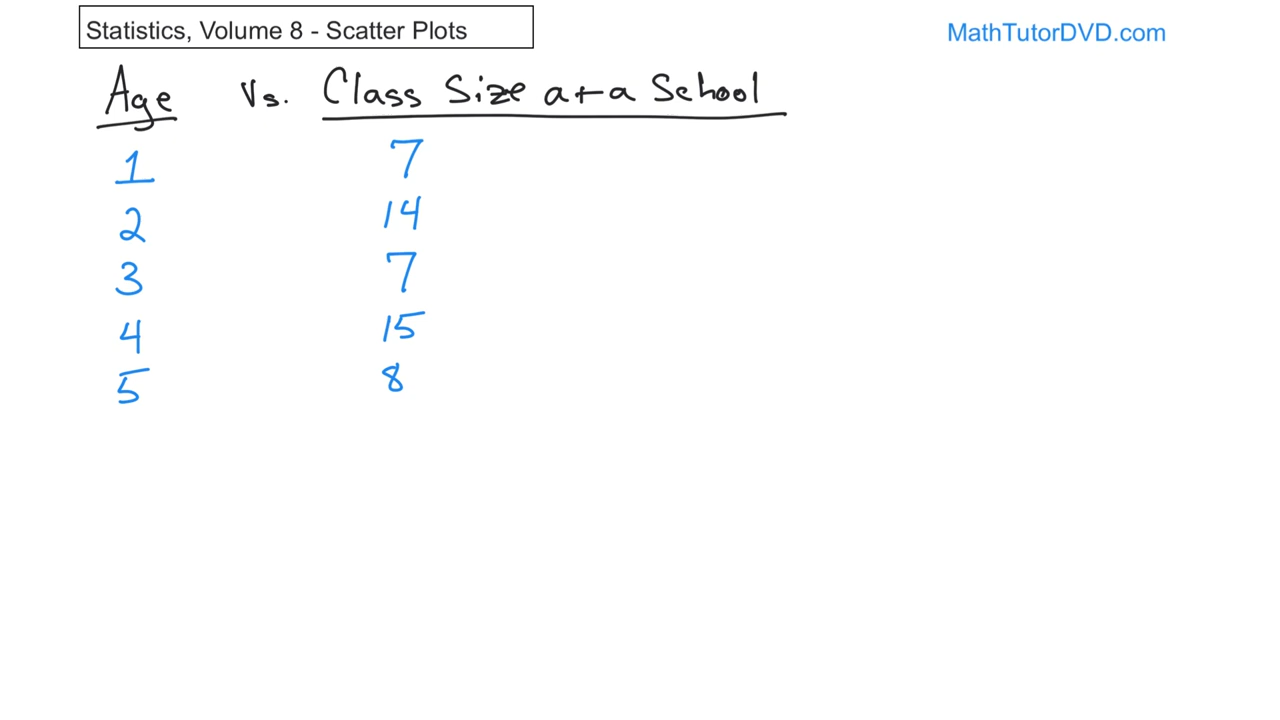 Statistics, Volume 8 - Scatter Plots
MathTutorDVD.com
Age Vs. Class Size at a School
1 7
2 14
3 7
4 15
5 8